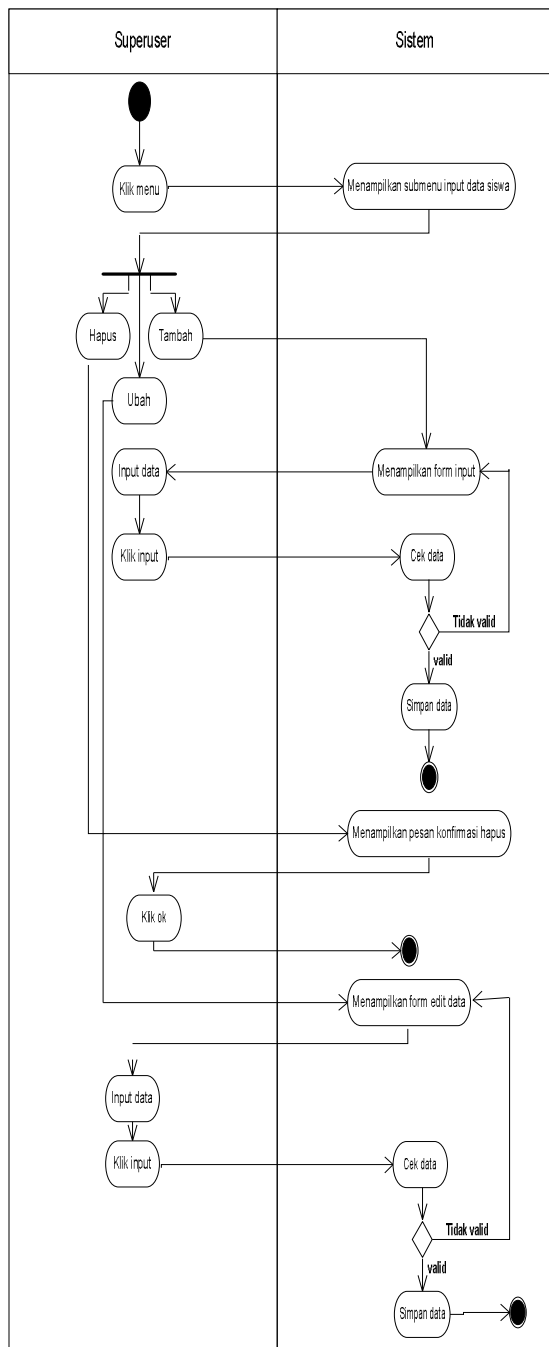 Superuser
Sistem
Klik menu
Menampilkan submenu input data siswa
Hapus
Tambah
Ubah
Input data
Menampilkan form input
Klik input
Cek data
Tidak valid
valid
Simpan data
Menampilkan pesan konfirmasi hapus
Klik ok
Menampilkan form edit data
Input data
Klik input
Cek data
Tidak valid
valid
Simpan data